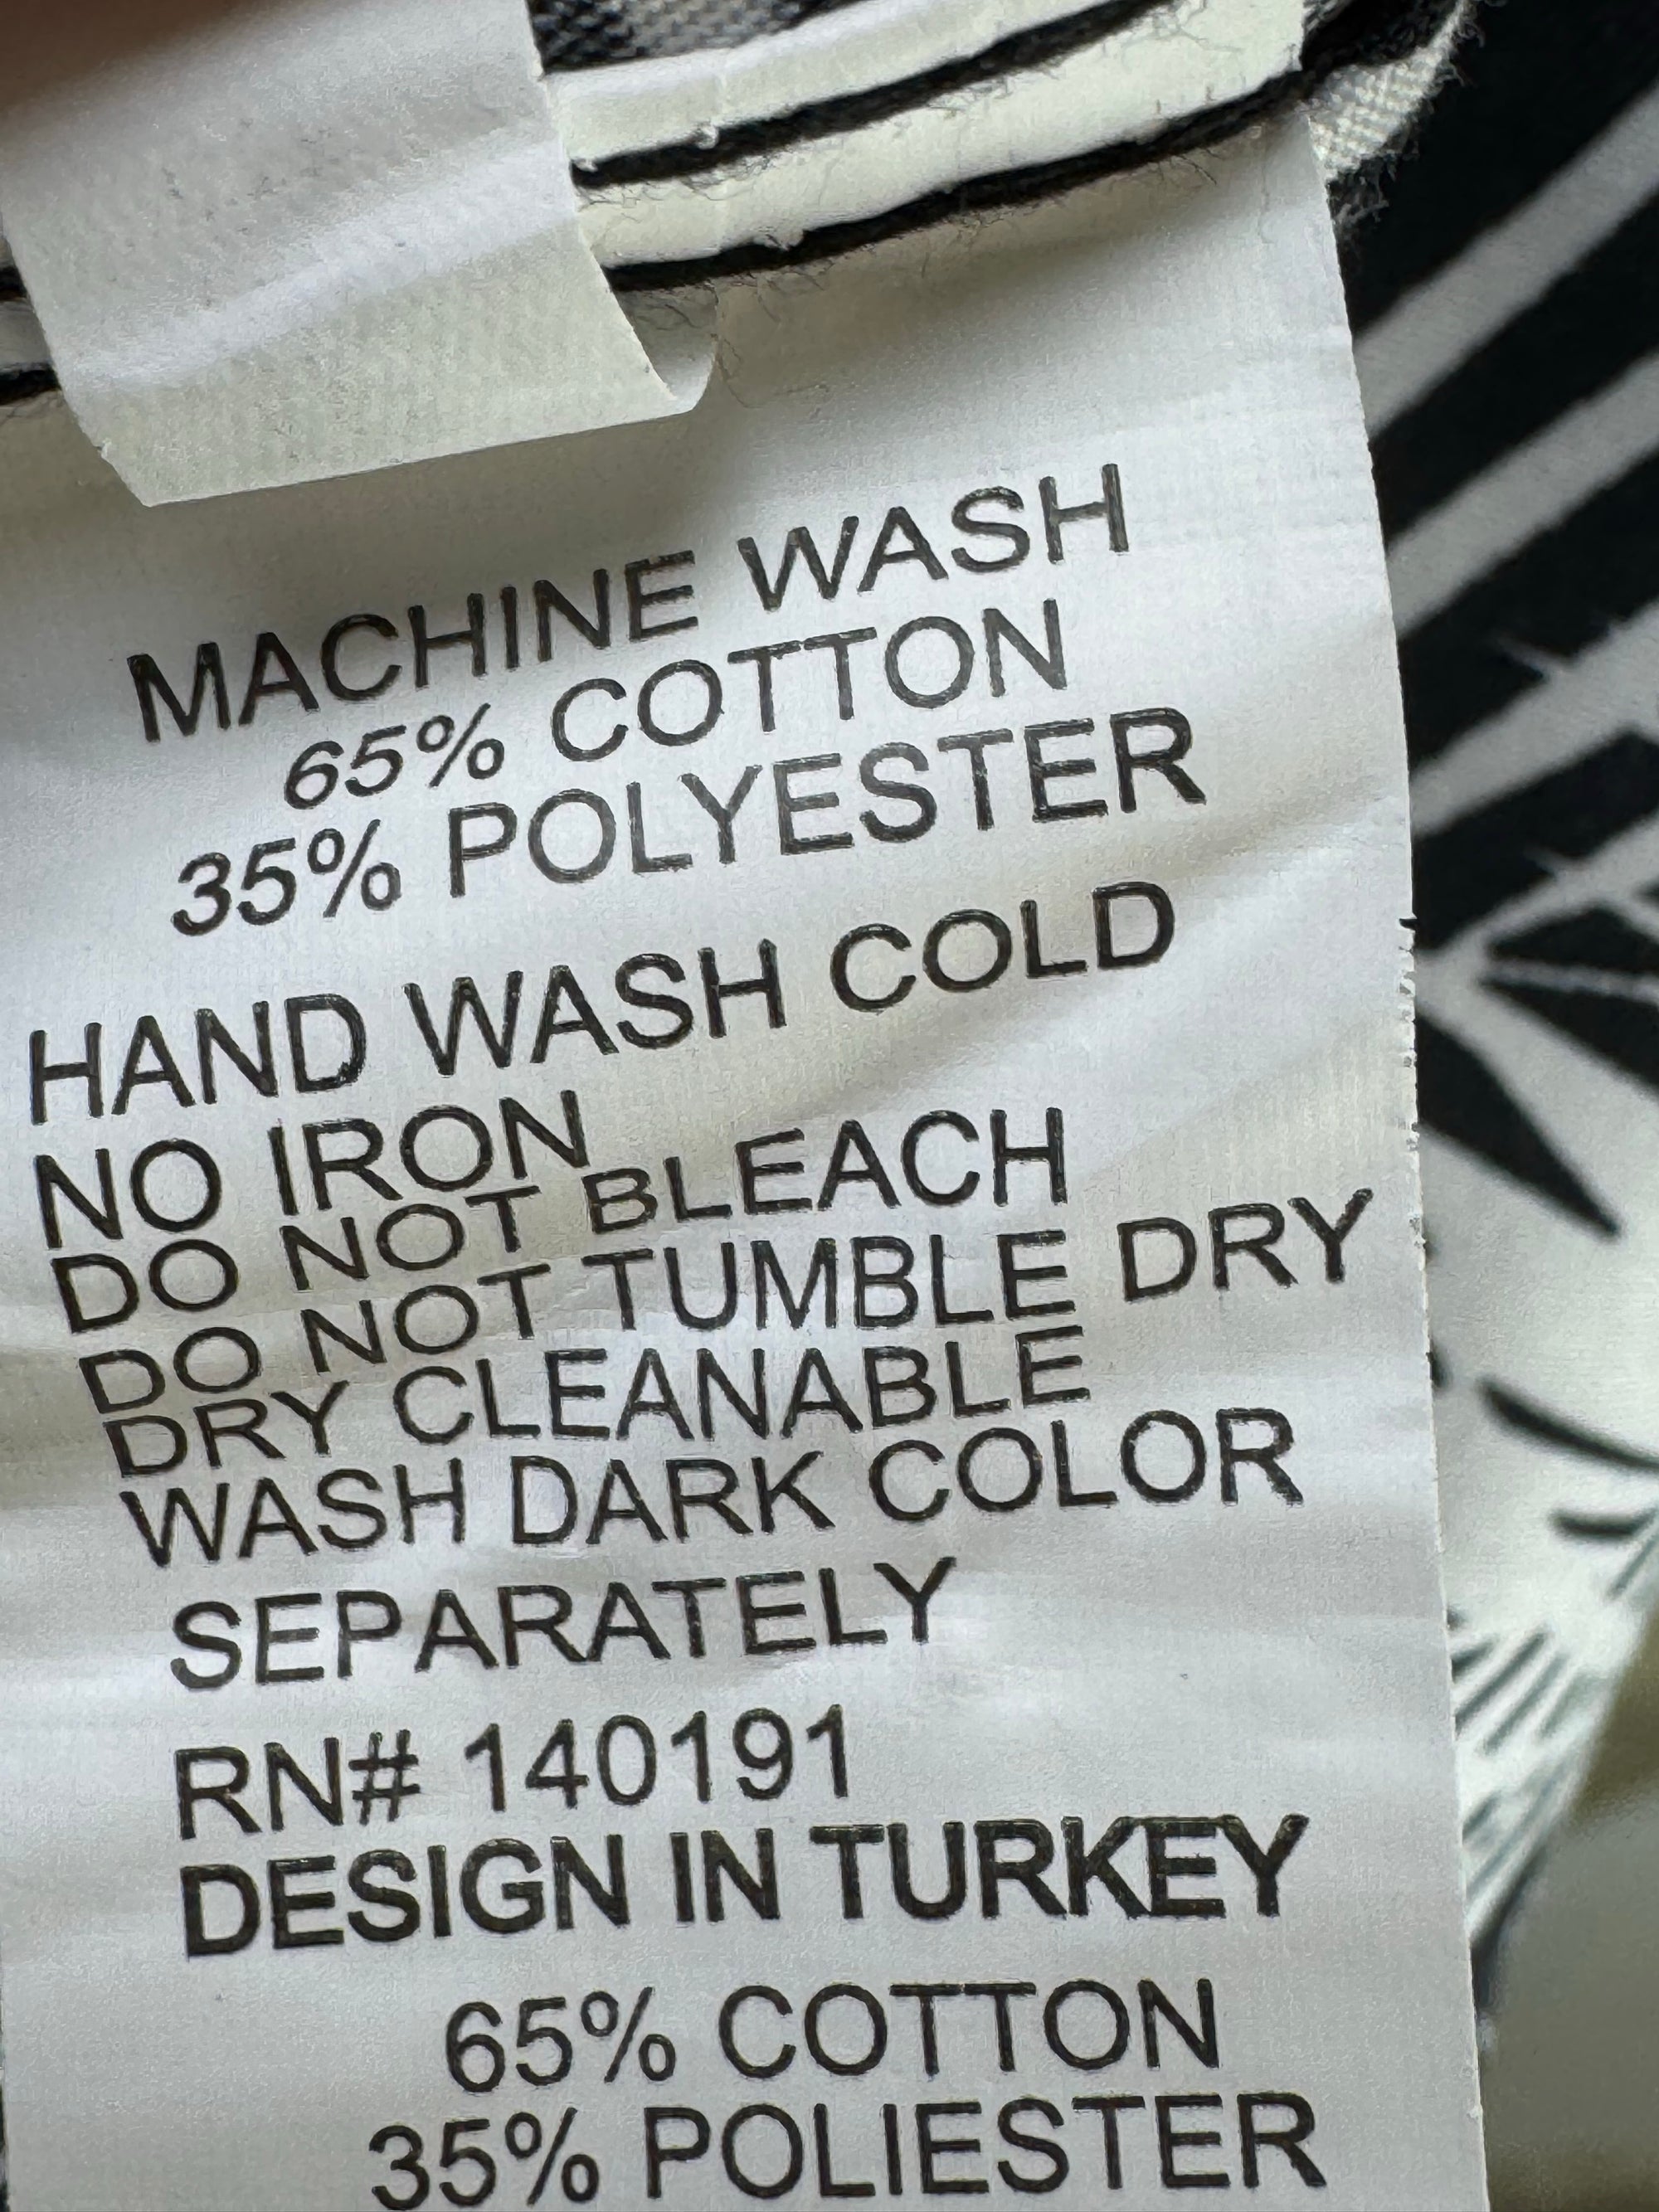 MACHINE WASH
65% COTTON
35% POLYESTER
HAND WASH COLD
NO IRON
DO NOT BLEACH
DO NOT TUMBLE DRY
DRY CLEANABLE
WASH DARK COLOR
SEPARATELY
RN# 140191
DESIGN IN TURKEY
65% COTTON
35% POLIESTER